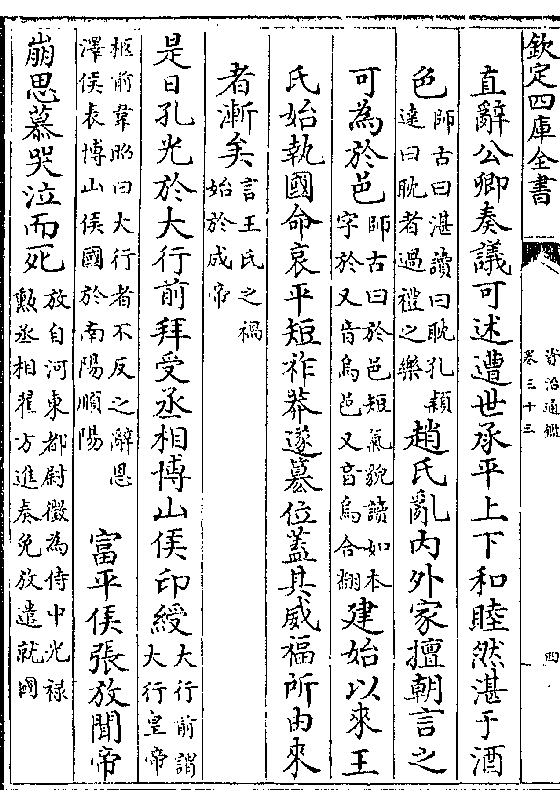 欽定四庫全書
資治通鑑
卷三十三
四
直辭公卿奏議可述遭世承平上下和睦然湛于酒
色師古曰湛讀曰耽孔穎
達曰耽者過禮之樂趙氏亂內外家擅朝言之
可為於邑師古曰於邑短氣貌讀如本
字於又音烏邑又音烏合翻建始以來王
氏始執國命哀平短祚莽遂簒位蓋其威福所由來
者漸矣言王氏之禍
始於成帝
是日孔光於大行前拜受丞相博山侯印綬大行前謂
大行皇帝
柩前韋昭曰大行者不反之辭恩
澤侯表博山侯國於南陽順陽 富平侯張放聞帝
崩思慕哭泣而死放自河東都尉徵為侍中光禄
勲丞相翟方進奏免放遣就國